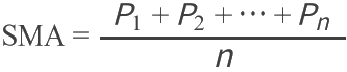 SMA = (P₁ + P₂ + ⋯ + Pₙ) / n